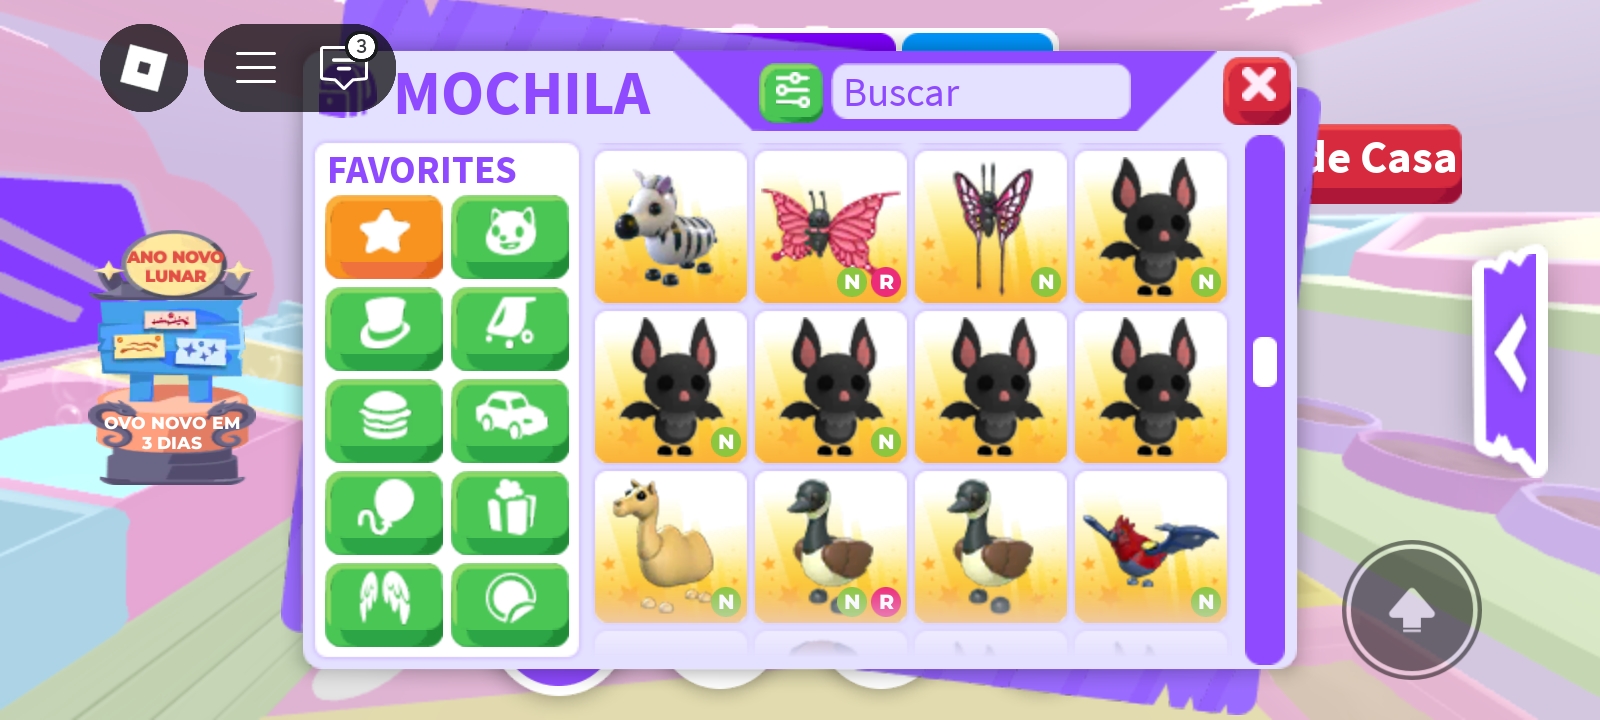 3
MOCHILA
Buscar
FAVORITES
de Casa
ANO NOVO
LUNAR
OVO NOVO EM
3 DIAS
N R
N
N
N
N
N
N R
N